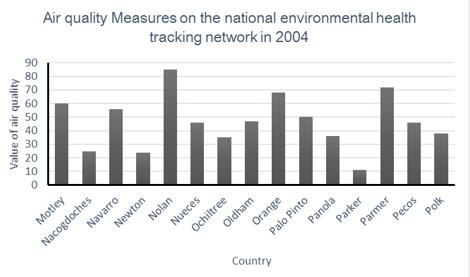 Air quality Measures on the national environmental health
tracking network in 2004
Value of air quality
90
80
70
60
50
40
30
20
10
0
Motley
Nacogdoches
Navarro
Newton
Nolan
Nueces
Ochiltree
Oldham
Orange
Palo Pinto
Panola
Parker
Parmer
Pecos
Polk
Country